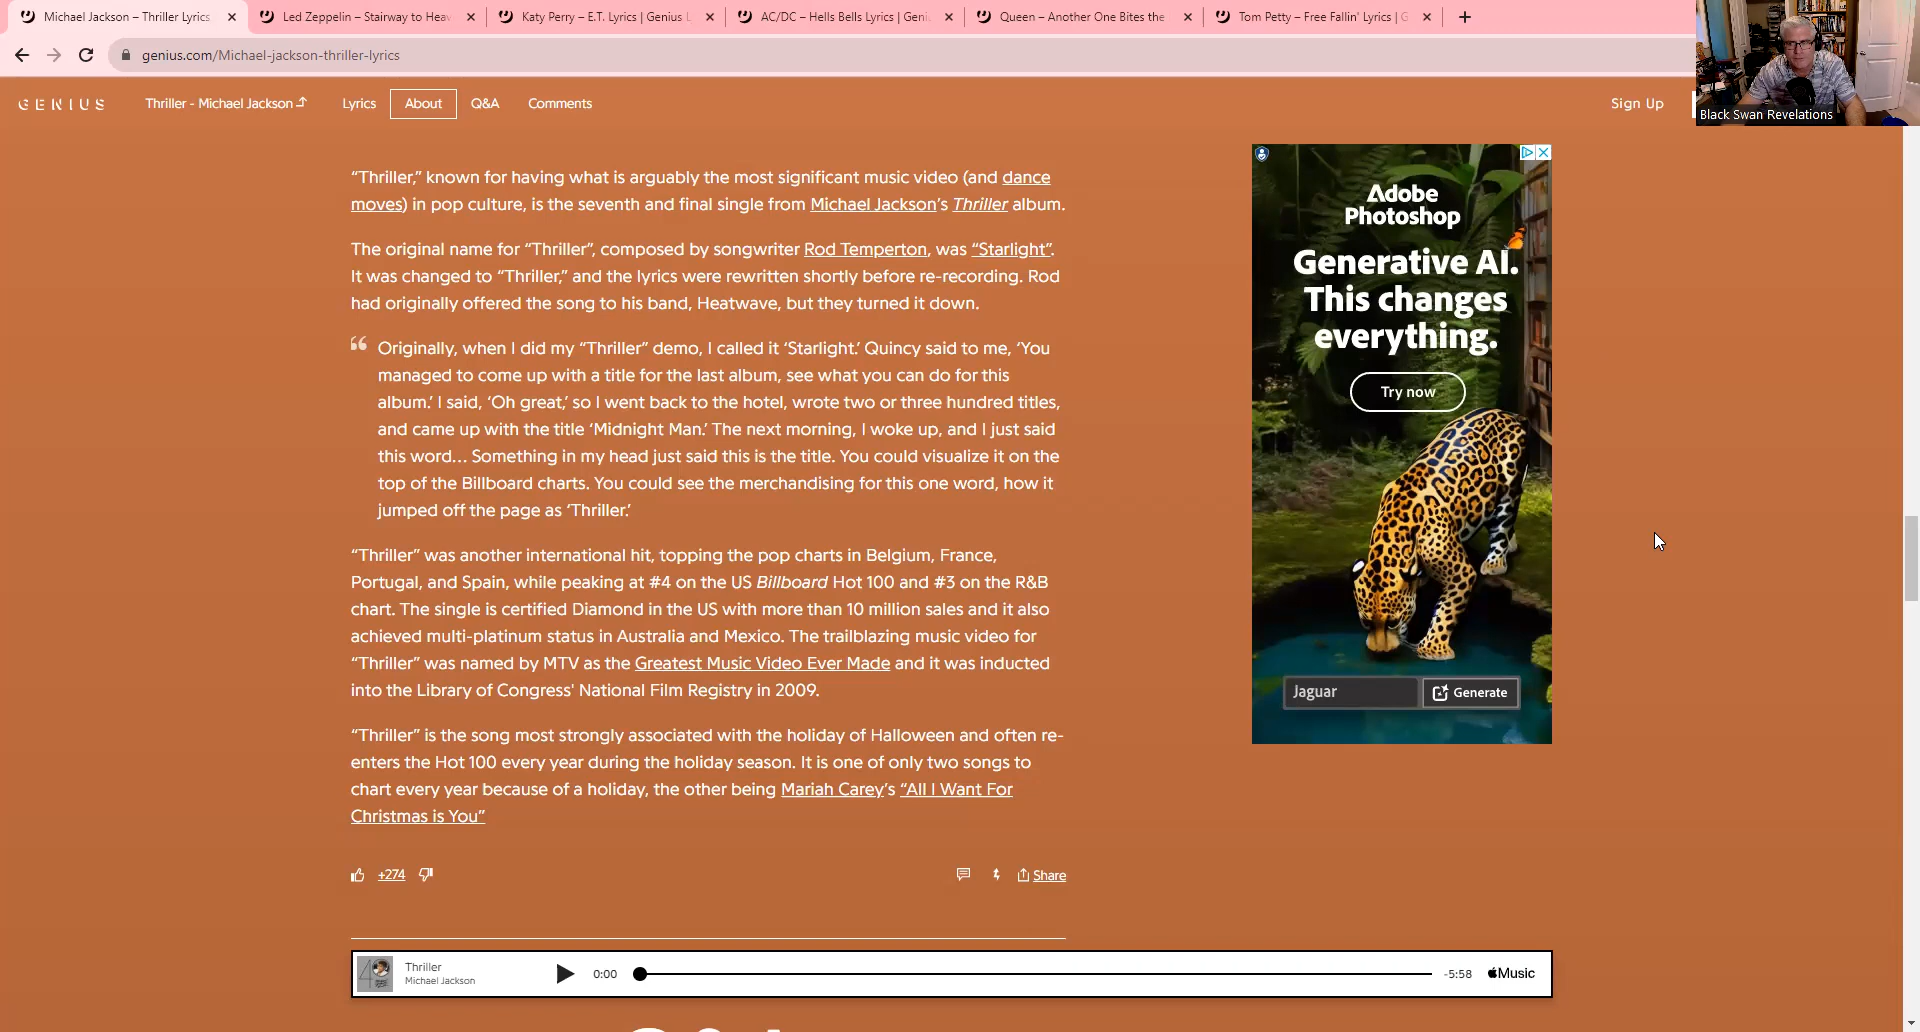 Michael Jackson – Thriller Lyrics
Led Zeppelin – Stairway to Heav
Katy Perry – E.T. Lyrics | Genius L
AC/DC – Hells Bells Lyrics | Geni
Queen – Another One Bites the
Tom Petty – Free Fallin' Lyrics | G
genius.com/Michael-jackson-thriller-lyrics
GENIUS
Thriller - Michael Jackson
Lyrics
About
Q&A
Comments
Sign Up
Black Swan Revelations
“Thriller,” known for having what is arguably the most significant music video (and dance
moves) in pop culture, is the seventh and final single from Michael Jackson’s Thriller album.
The original name for “Thriller”, composed by songwriter Rod Temperton, was “Starlight”.
It was changed to “Thriller,” and the lyrics were rewritten shortly before re-recording. Rod
had originally offered the song to his band, Heatwave, but they turned it down.
“ Originally, when I did my “Thriller” demo, I called it ‘Starlight.’ Quincy said to me, ‘You
managed to come up with a title for the last album, see what you can do for this
album.’ I said, ‘Oh great,’ so I went back to the hotel, wrote two or three hundred titles,
and came up with the title ‘Midnight Man.’ The next morning, I woke up, and I just said
this word… Something in my head just said this is the title. You could visualize it on the
top of the Billboard charts. You could see the merchandising for this one word, how it
jumped off the page as ‘Thriller.’
“Thriller” was another international hit, topping the pop charts in Belgium, France,
Portugal, and Spain, while peaking at #4 on the US Billboard Hot 100 and #3 on the R&B
chart. The single is certified Diamond in the US with more than 10 million sales and it also
achieved multi-platinum status in Australia and Mexico. The trailblazing music video for
“Thriller” was named by MTV as the Greatest Music Video Ever Made and it was inducted
into the Library of Congress' National Film Registry in 2009.
“Thriller” is the song most strongly associated with the holiday of Halloween and often re-
enters the Hot 100 every year during the holiday season. It is one of only two songs to
chart every year because of a holiday, the other being Mariah Carey’s “All I Want For
Christmas is You”
+274
Share
Adobe
Photoshop
Generative AI.
This changes
everything.
Try now
Jaguar
Generate
Thriller
Michael Jackson
0:00
-5:58
Music